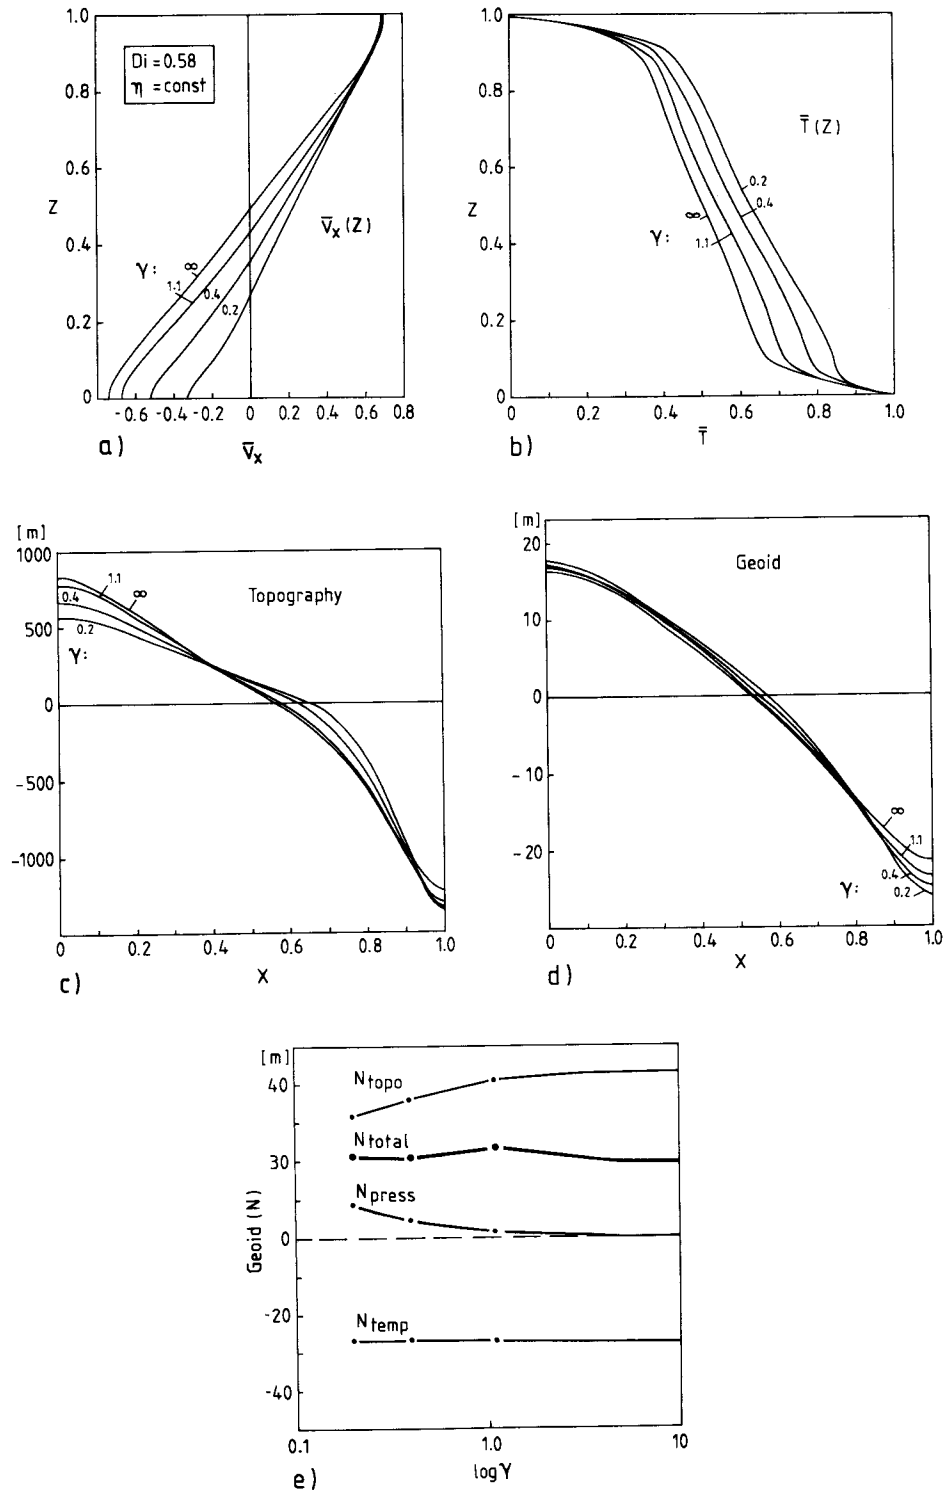 Di = 0.58
η = const
1.0
0.8
0.6
Z
0.4
0.2
0
γ:
∞
1.1
0.4
0.2
v̄x(Z)
-0.6 -0.4 -0.2 0 0.2 0.4 0.6 0.8
a)
v̄x
1.0
0.8
0.6
Z
0.4
0.2
0
T̄(Z)
0.2
0.4
γ:
∞
1.1
0 0.2 0.4 0.6 0.8 1.0
b)
T̄
[m]
1000
500
0
-500
-1000
Topography
1.1
∞
0.4
0.2
γ:
0 0.2 0.4 0.6 0.8 1.0
c)
X
[m]
20
10
0
-10
-20
Geoid
∞
1.1
0.4
0.2
γ:
0 0.2 0.4 0.6 0.8 1.0
d)
X
[m]
40
30
0
-20
-40
Geoid (N)
Ntopo
Ntotal
Npress
Ntemp
0.1 1.0 10
e)
log γ